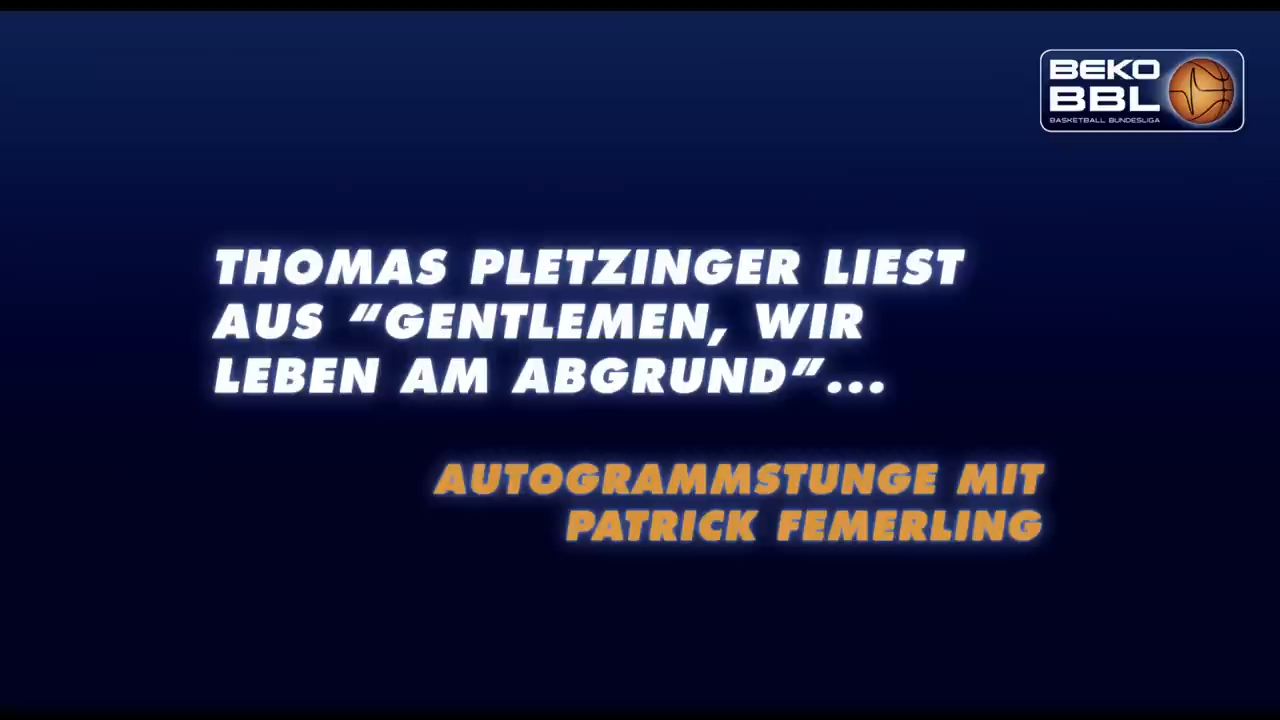 BEKO
BBL
BASKETBALL BUNDESLIGA
THOMAS PLETZINGER LIEST
AUS “GENTLEMEN, WIR
LEBEN AM ABGRUND”...
AUTOGRAMMSTUNGE MIT
PATRICK FEMERLING